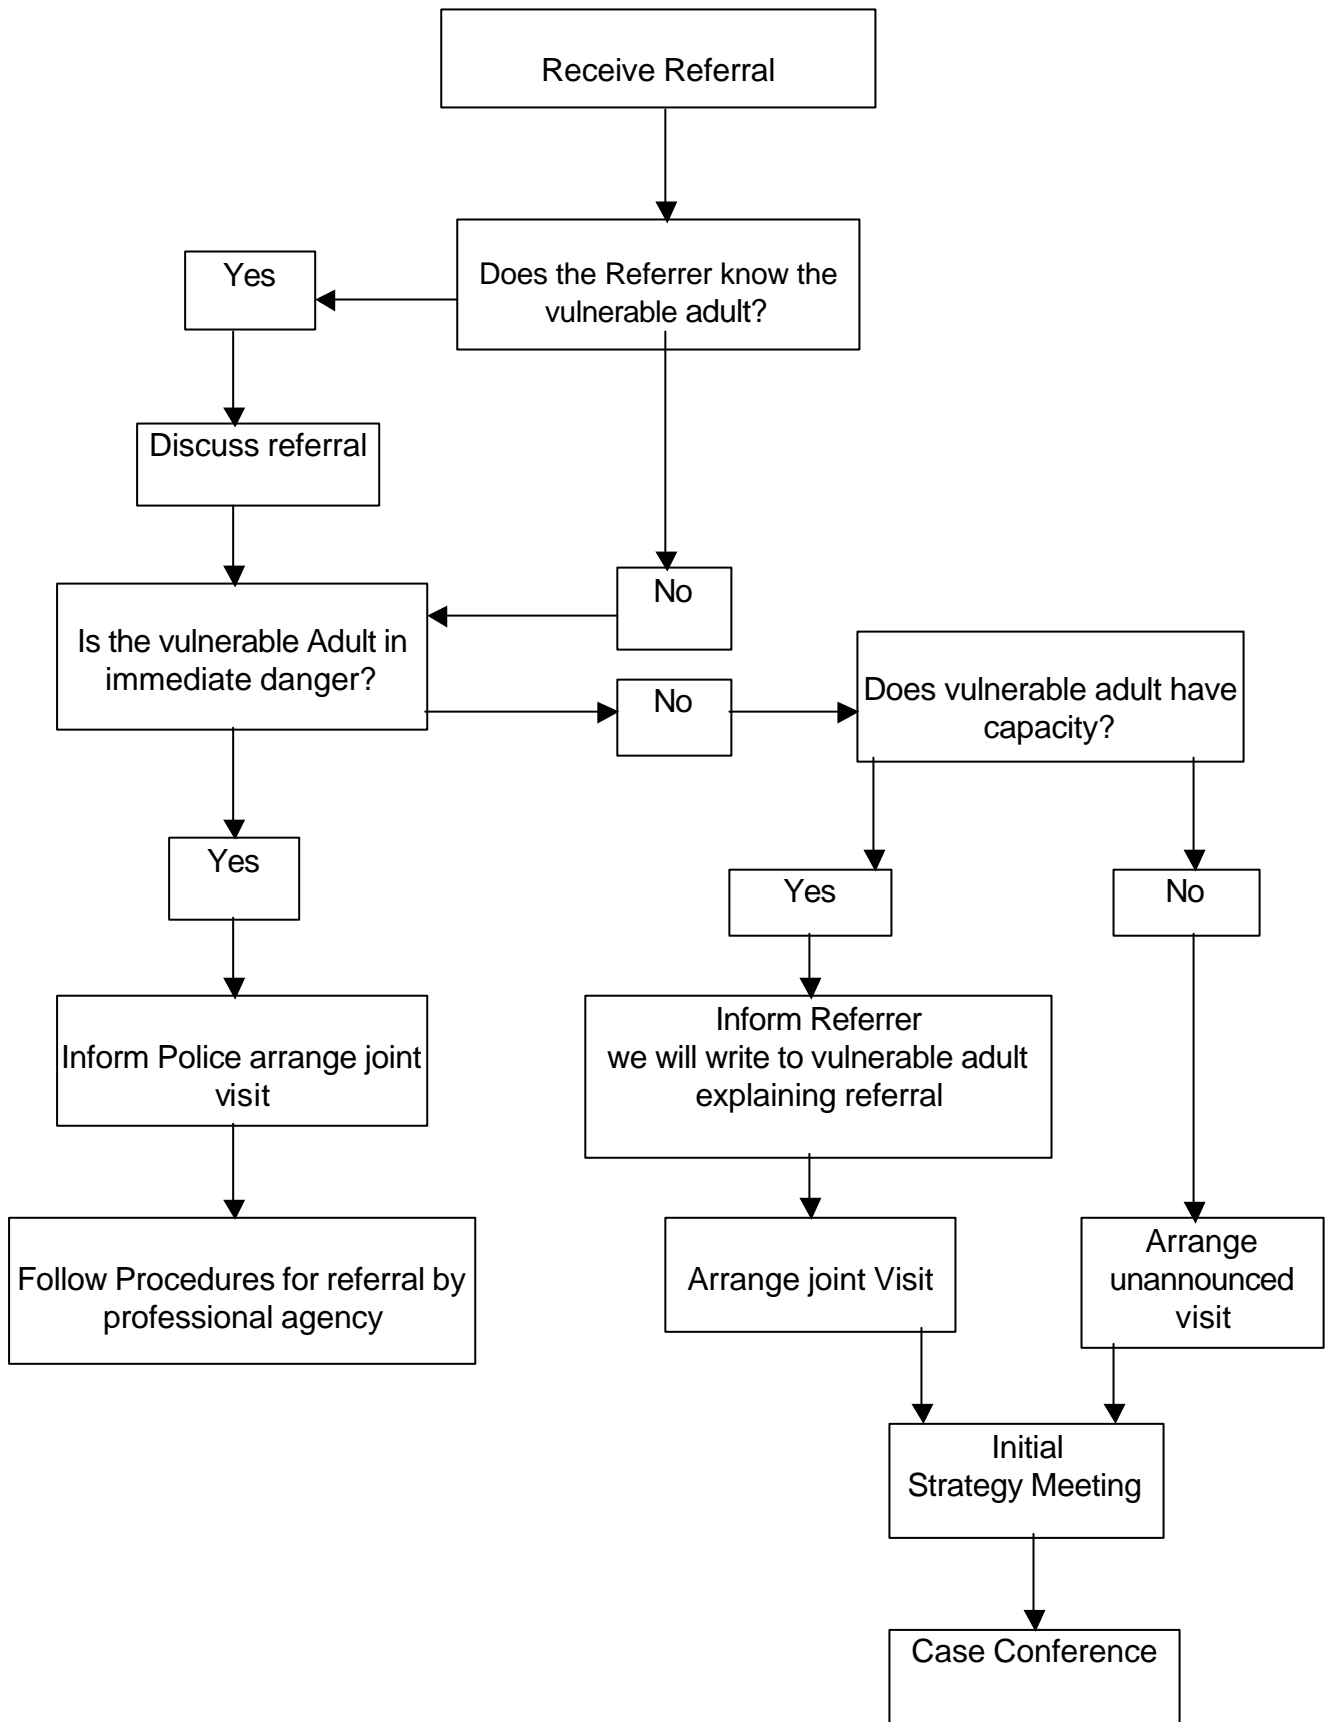 Receive Referral
Yes
Does the Referrer know the
vulnerable adult?
Discuss referral
No
Is the vulnerable Adult in
immediate danger?
No
Does vulnerable adult have
capacity?
Yes
Yes
No
Inform Police arrange joint
visit
Inform Referrer
we will write to vulnerable adult
explaining referral
Follow Procedures for referral by
professional agency
Arrange joint Visit
Arrange
unannounced
visit
Initial
Strategy Meeting
Case Conference